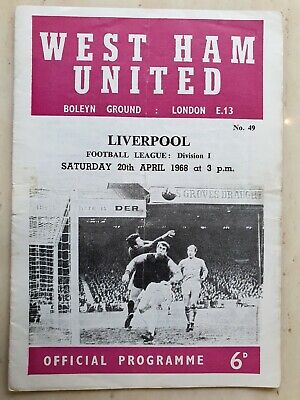 WEST HAM
UNITED
BOLEYN GROUND : LONDON E.13
No. 49
LIVERPOOL
FOOTBALL LEAGUE: Division I
SATURDAY 20th APRIL 1968 at 3 p.m.
DER
GROVES DRAUGHT
OFFICIAL PROGRAMME 6D